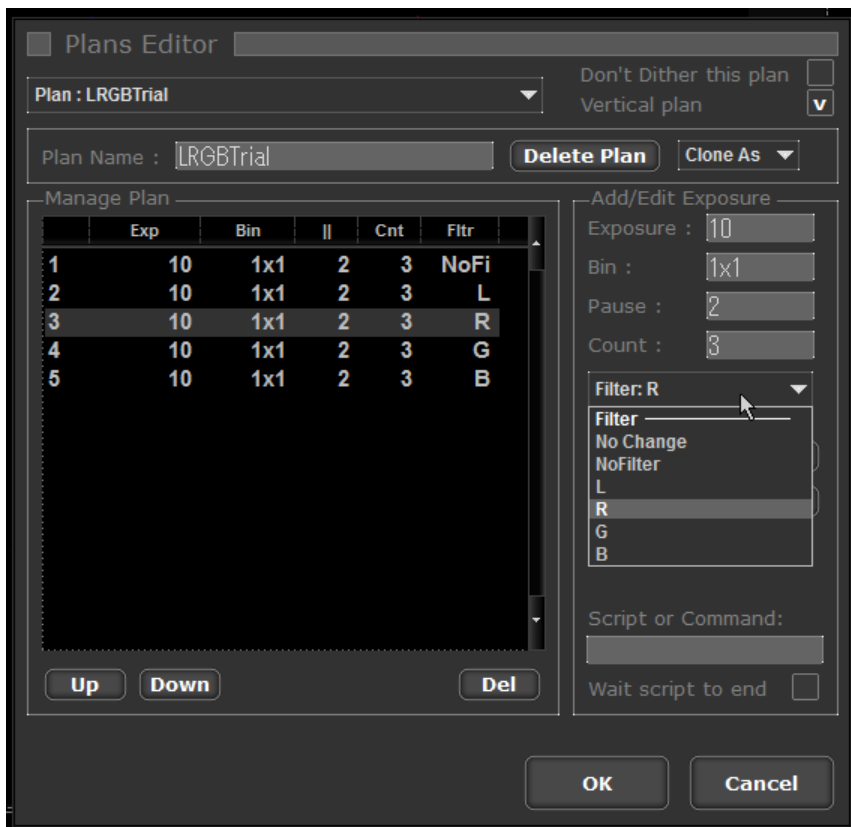 Plans Editor
Don't Dither this plan
Plan : LRGBTrial
Vertical plan v
Plan Name : LRGBTrial Delete Plan Clone As
Manage Plan
Exp Bin || Cnt Fltr
1 10 1x1 2 3 NoFi
2 10 1x1 2 3 L
3 10 1x1 2 3 R
4 10 1x1 2 3 G
5 10 1x1 2 3 B
Up Down Del
Add/Edit Exposure
Exposure : 10
Bin : 1x1
Pause : 2
Count : 3
Filter: R
Filter
No Change
NoFilter
L
R
G
B
Script or Command:
Wait script to end
OK Cancel